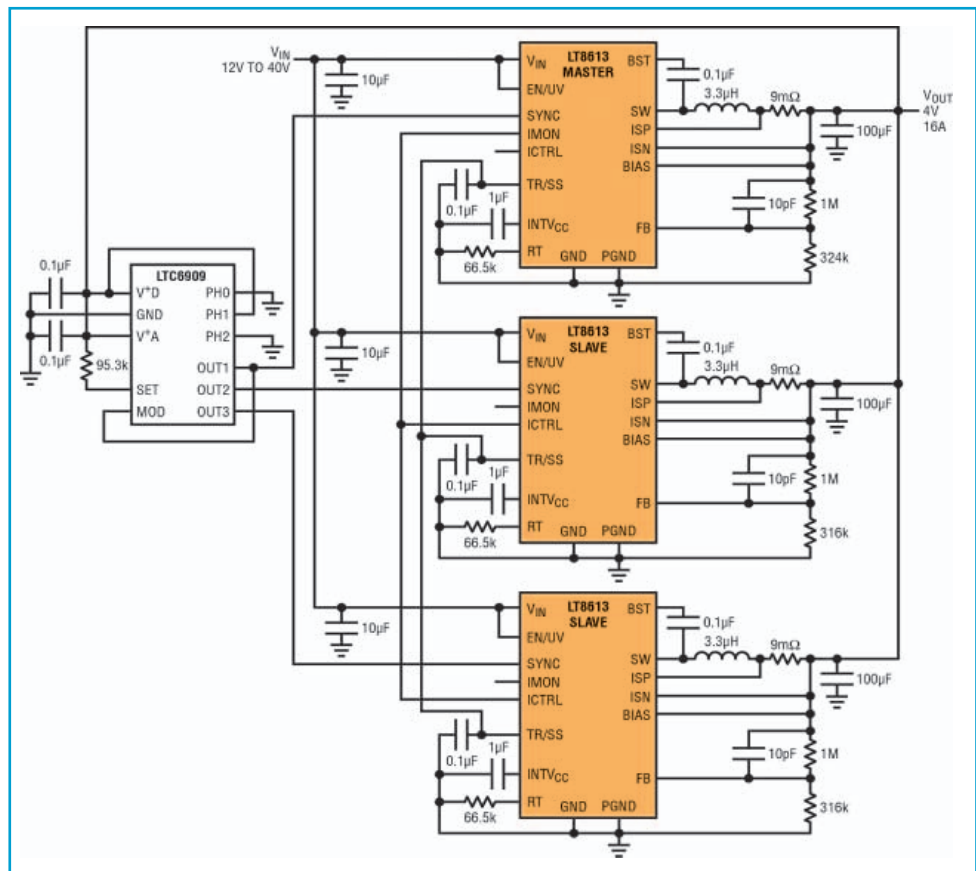 VIN
12V TO 40V
10µF
VIN
EN/UV
SYNC
IMON
ICTRL
TR/SS
INTVCC
RT
LT8613
MASTER
GND
PGND
BST
SW
ISP
ISN
BIAS
FB
0.1µF
3.3µH
9mΩ
100µF
VOUT
4V
16A
10pF
1M
324k
0.1µF
1µF
66.5k
0.1µF
0.1µF
95.3k
LTC6909
V+D
GND
V+A
SET
MOD
PH0
PH1
PH2
OUT1
OUT2
OUT3
10µF
VIN
EN/UV
SYNC
IMON
ICTRL
TR/SS
INTVCC
RT
LT8613
SLAVE
GND
PGND
BST
SW
ISP
ISN
BIAS
FB
0.1µF
3.3µH
9mΩ
100µF
10pF
1M
316k
0.1µF
1µF
66.5k
10µF
VIN
EN/UV
SYNC
IMON
ICTRL
TR/SS
INTVCC
RT
LT8613
SLAVE
GND
PGND
BST
SW
ISP
ISN
BIAS
FB
0.1µF
3.3µH
9mΩ
100µF
10pF
1M
316k
0.1µF
1µF
66.5k